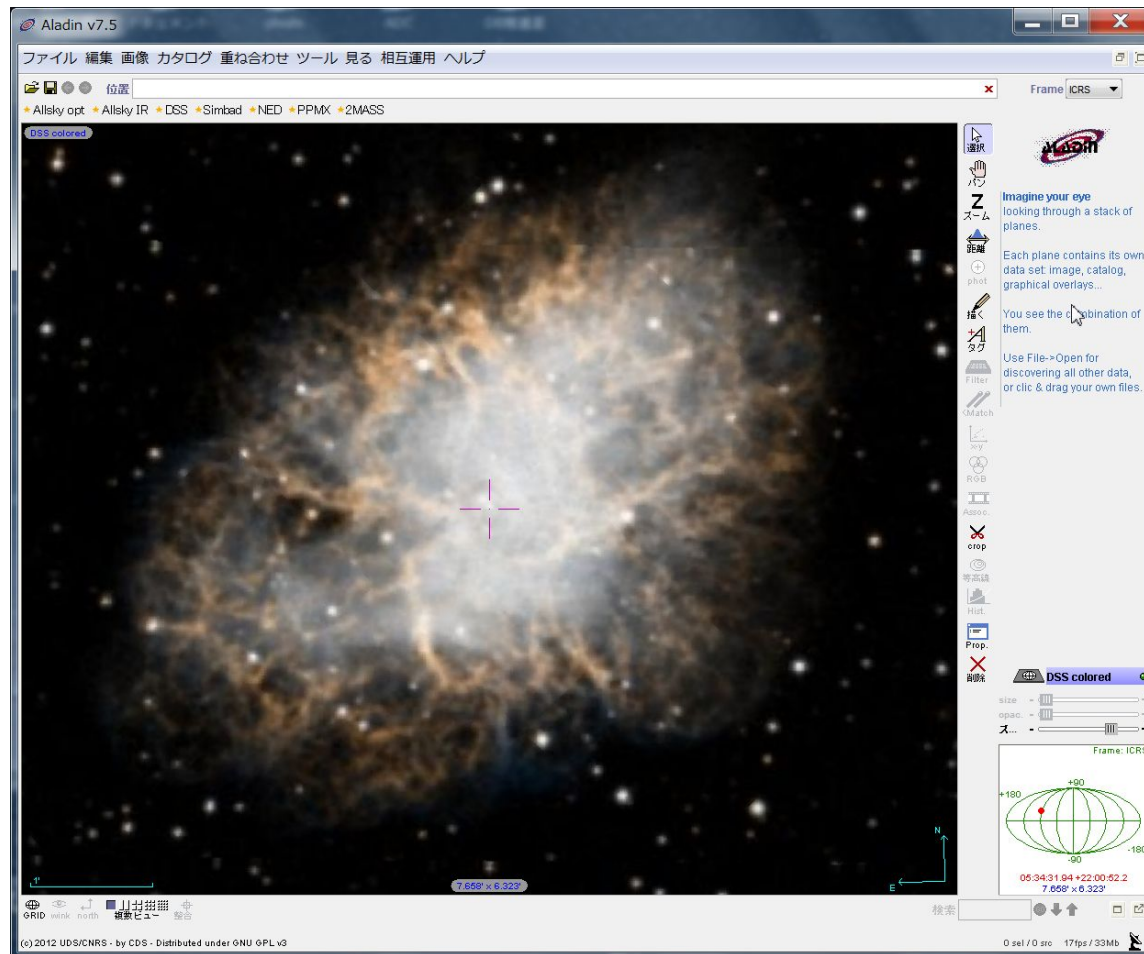 Aladin v7.5
ファイル 編集 画像 カタログ 重ね合わせ ツール 見る 相互運用 ヘルプ
位置
Frame ICRS
Allsky opt Allsky IR DSS Simbad NED PPMX 2MASS
DSS colored
選択
パン
Z
ズーム
距離
phot
描く
タグ
Filter
xMatch
x-y
RGB
Assoc.
crop
等高線
Hist.
Prop.
削除
ALADiN
Imagine your eye
looking through a stack of
planes.
Each plane contains its own
data set: image, catalog,
graphical overlays...
You see the combination of
them.
Use File->Open for
discovering all other data,
or clic & drag your own files.
DSS colored
size
opac.
ズ...
Frame: ICRS
+90
+180
-180
-90
05:34:31.94 +22:00:52.2
7.658' x 6.323'
1'
7.658' x 6.323'
N
E
GRID wink north 複数ビュー 整合
検索
(c) 2012 UDS/CNRS - by CDS - Distributed under GNU GPL v3
0 sel / 0 src 17fps / 33Mb